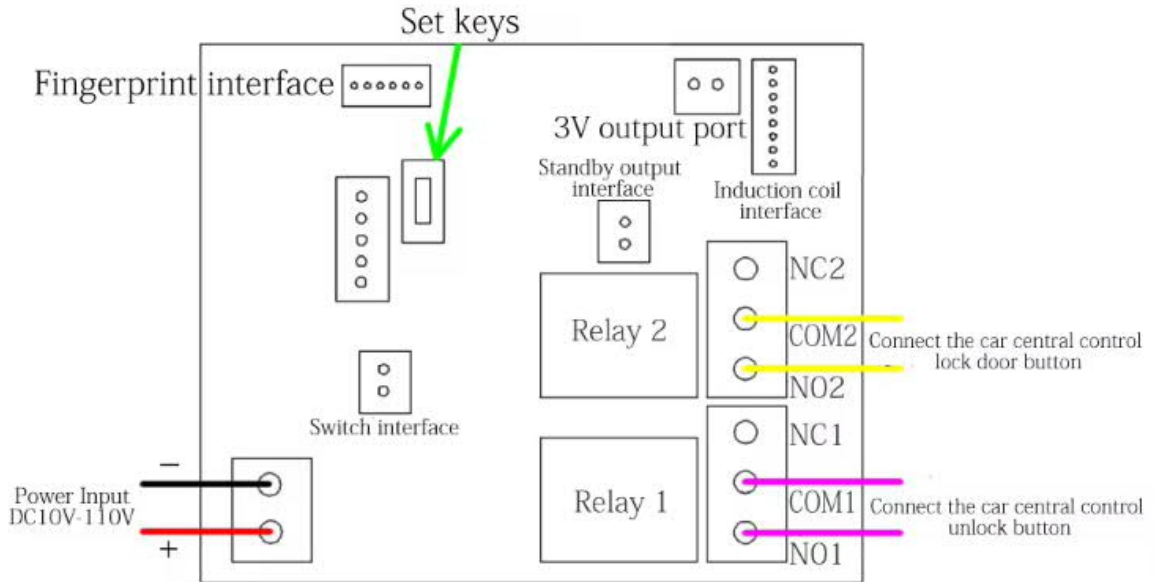 Set keys
Fingerprint interface
3V output port
Standby output
interface
Induction coil
interface
NC2
Relay 2
COM2
Connect the car central control
lock door button
NO2
Switch interface
NC1
−
Power Input
DC10V-110V
+
Relay 1
COM1
Connect the car central control
unlock button
NO1